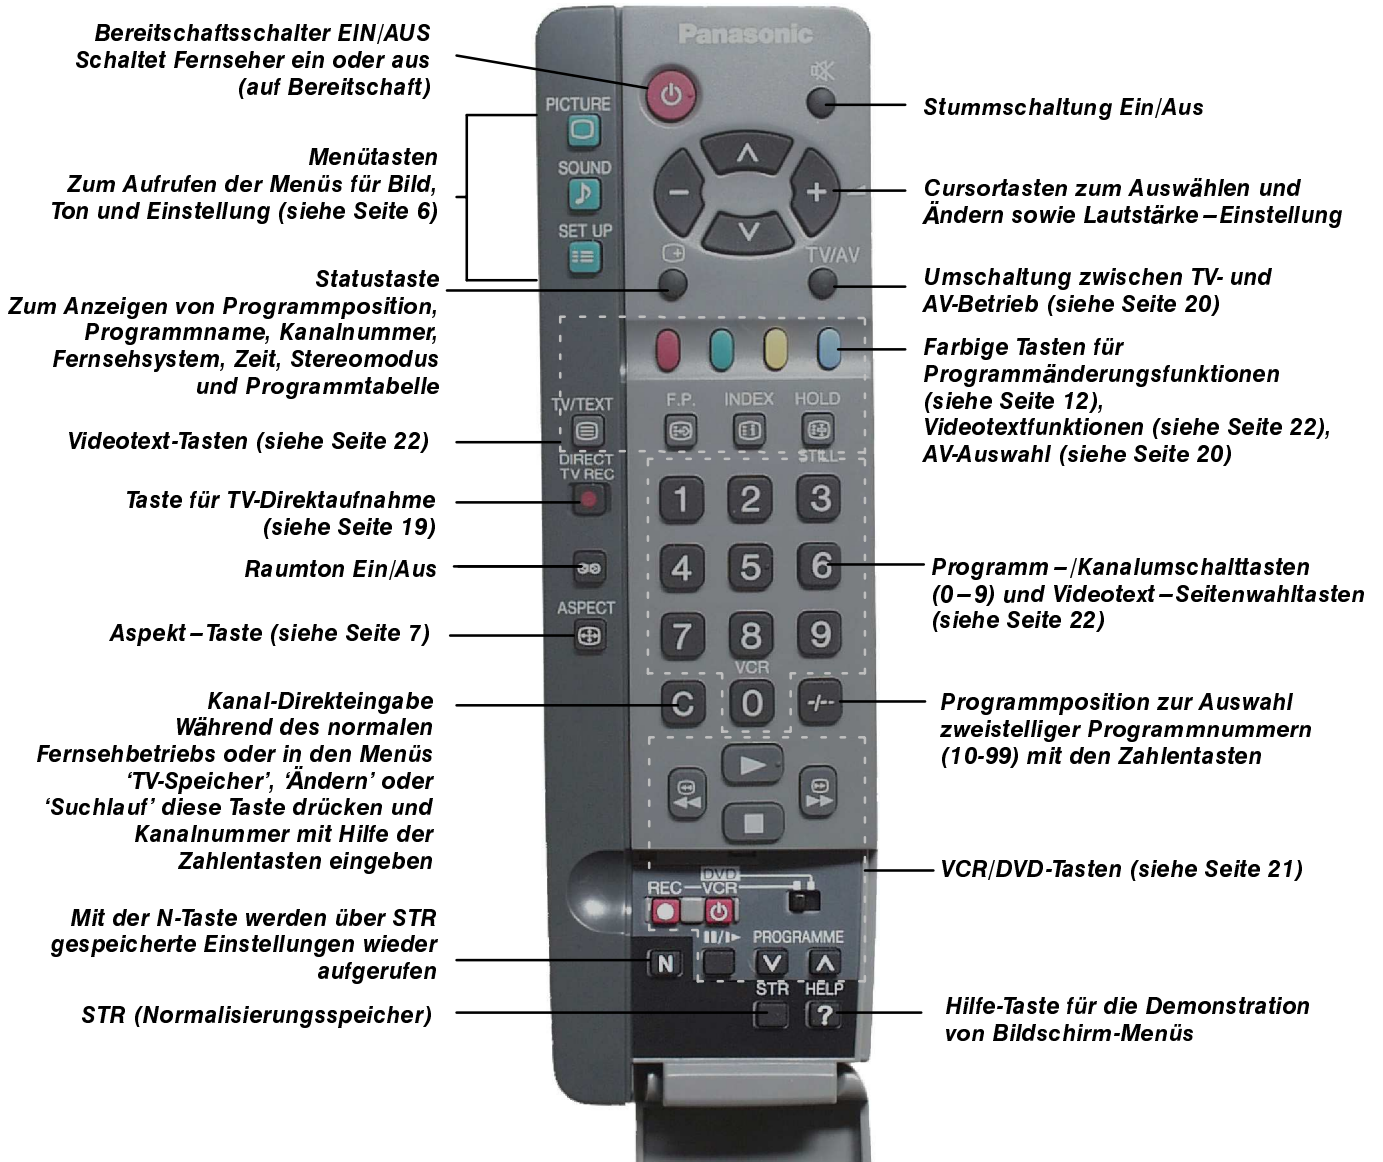 Bereitschaftsschalter EIN/AUS
Schaltet Fernseher ein oder aus
(auf Bereitschaft)
Menütasten
Zum Aufrufen der Menüs für Bild,
Ton und Einstellung (siehe Seite 6)
Statustaste
Zum Anzeigen von Programmposition,
Programmname, Kanalnummer,
Fernsehsystem, Zeit, Stereomodus
und Programmtabelle
Videotext-Tasten (siehe Seite 22)
Taste für TV-Direktaufnahme
(siehe Seite 19)
Raumton Ein/Aus
Aspekt–Taste (siehe Seite 7)
Kanal-Direkteingabe
Während des normalen
Fernsehbetriebs oder in den Menüs
‘TV-Speicher’, ‘Ändern’ oder
‘Suchlauf’ diese Taste drücken und
Kanalnummer mit Hilfe der
Zahlentasten eingeben
Mit der N-Taste werden über STR
gespeicherte Einstellungen wieder
aufgerufen
STR (Normalisierungsspeicher)
Panasonic
PICTURE
SOUND
SET UP
TV/AV
F.P. INDEX HOLD
TV/TEXT
STILL
DIRECT
TV REC
1 2 3
4 5 6
ASPECT
7 8 9
VCR
C 0 -/--
DVD
REC VCR
PROGRAMME
N
STR HELP
?
Stummschaltung Ein/Aus
Cursortasten zum Auswählen und
Ändern sowie Lautstärke–Einstellung
Umschaltung zwischen TV- und
AV-Betrieb (siehe Seite 20)
Farbige Tasten für
Programmänderungsfunktionen
(siehe Seite 12),
Videotextfunktionen (siehe Seite 22),
AV-Auswahl (siehe Seite 20)
Programm–/Kanalumschalttasten
(0–9) und Videotext–Seitenwahltasten
(siehe Seite 22)
Programmposition zur Auswahl
zweistelliger Programmnummern
(10-99) mit den Zahlentasten
VCR/DVD-Tasten (siehe Seite 21)
Hilfe-Taste für die Demonstration
von Bildschirm-Menüs